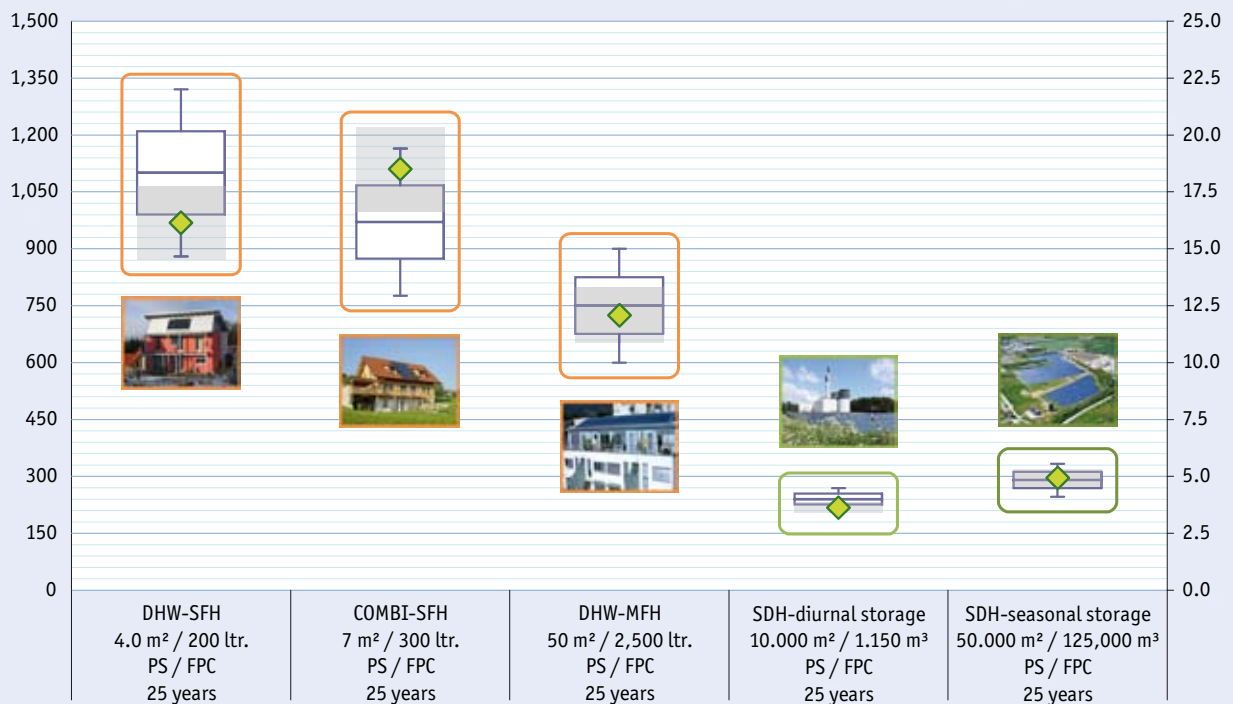 1,500
1,350
1,200
1,050
900
750
600
450
300
150
0
25.0
22.5
20.0
17.5
15.0
12.5
10.0
7.5
5.0
2.5
0.0
DHW-SFH
4.0 m² / 200 ltr.
PS / FPC
25 years
COMBI-SFH
7 m² / 300 ltr.
PS / FPC
25 years
DHW-MFH
50 m² / 2,500 ltr.
PS / FPC
25 years
SDH-diurnal storage
10.000 m² / 1.150 m³
PS / FPC
25 years
SDH-seasonal storage
50.000 m² / 125,000 m³
PS / FPC
25 years